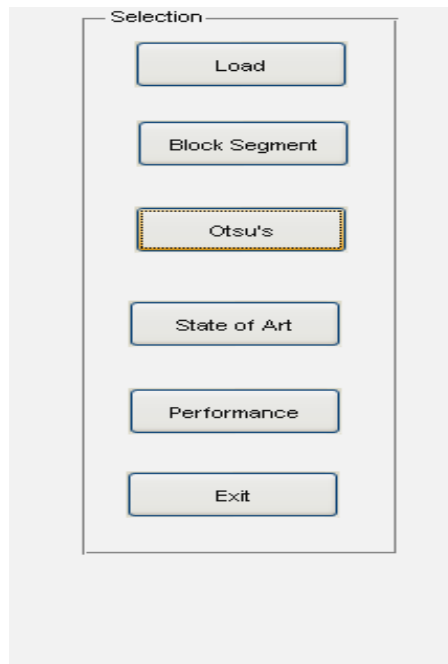 Selection
Load
Block Segment
Otsu's
State of Art
Performance
Exit